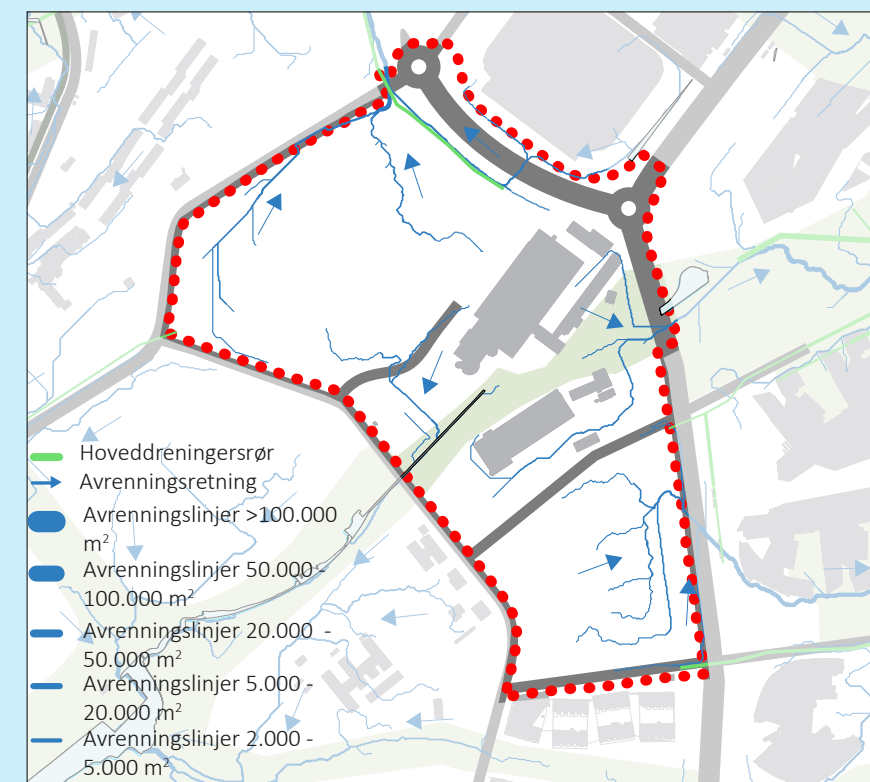 Hoveddreneringersrør
Avrenningsretning
Avrenningslinjer >100.000
m²
Avrenningslinjer 50.000 -
100.000 m²
Avrenningslinjer 20.000 -
50.000 m²
Avrenningslinjer 5.000 -
20.000 m²
Avrenningslinjer 2.000 -
5.000 m²